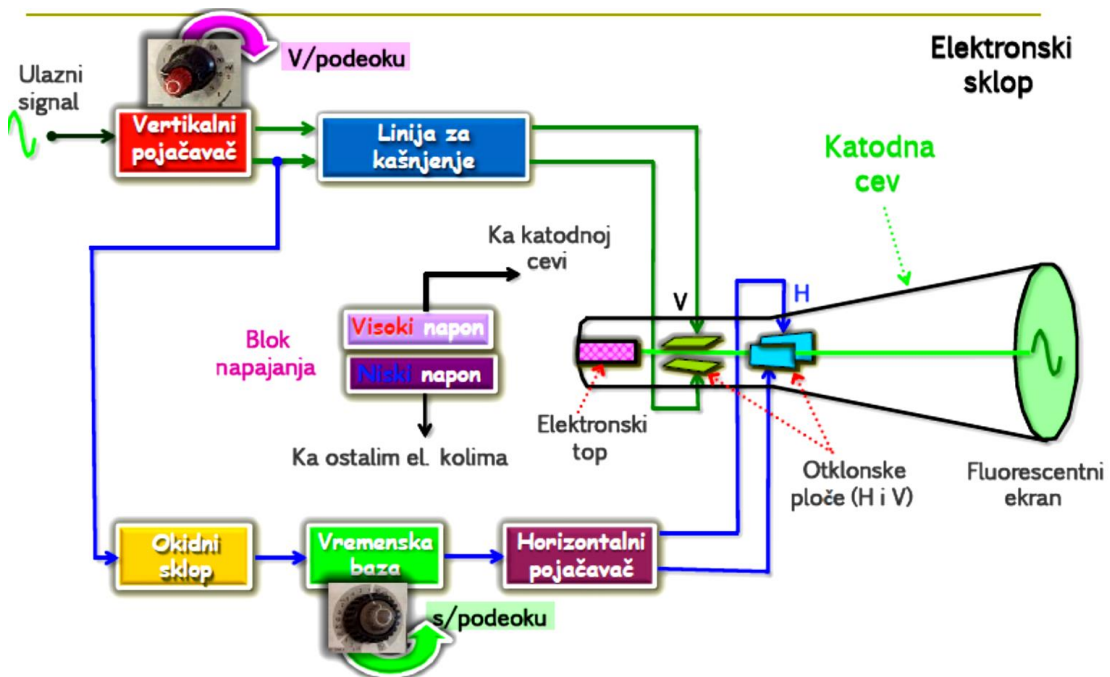 Elektronski
sklop
V/podeoku
Ulazni
signal
Vertikalni
pojačavač
Linija za
kašnjenje
Katodna
cev
Ka katodnoj
cevi
V
H
Visoki napon
Blok
napajanja
Niski napon
Elektronski
top
Ka ostalim el. kolima
Otklonske
ploče (H i V)
Fluorescentni
ekran
Okidni
sklop
Vremenska
baza
Horizontalni
pojačavač
s/podeoku